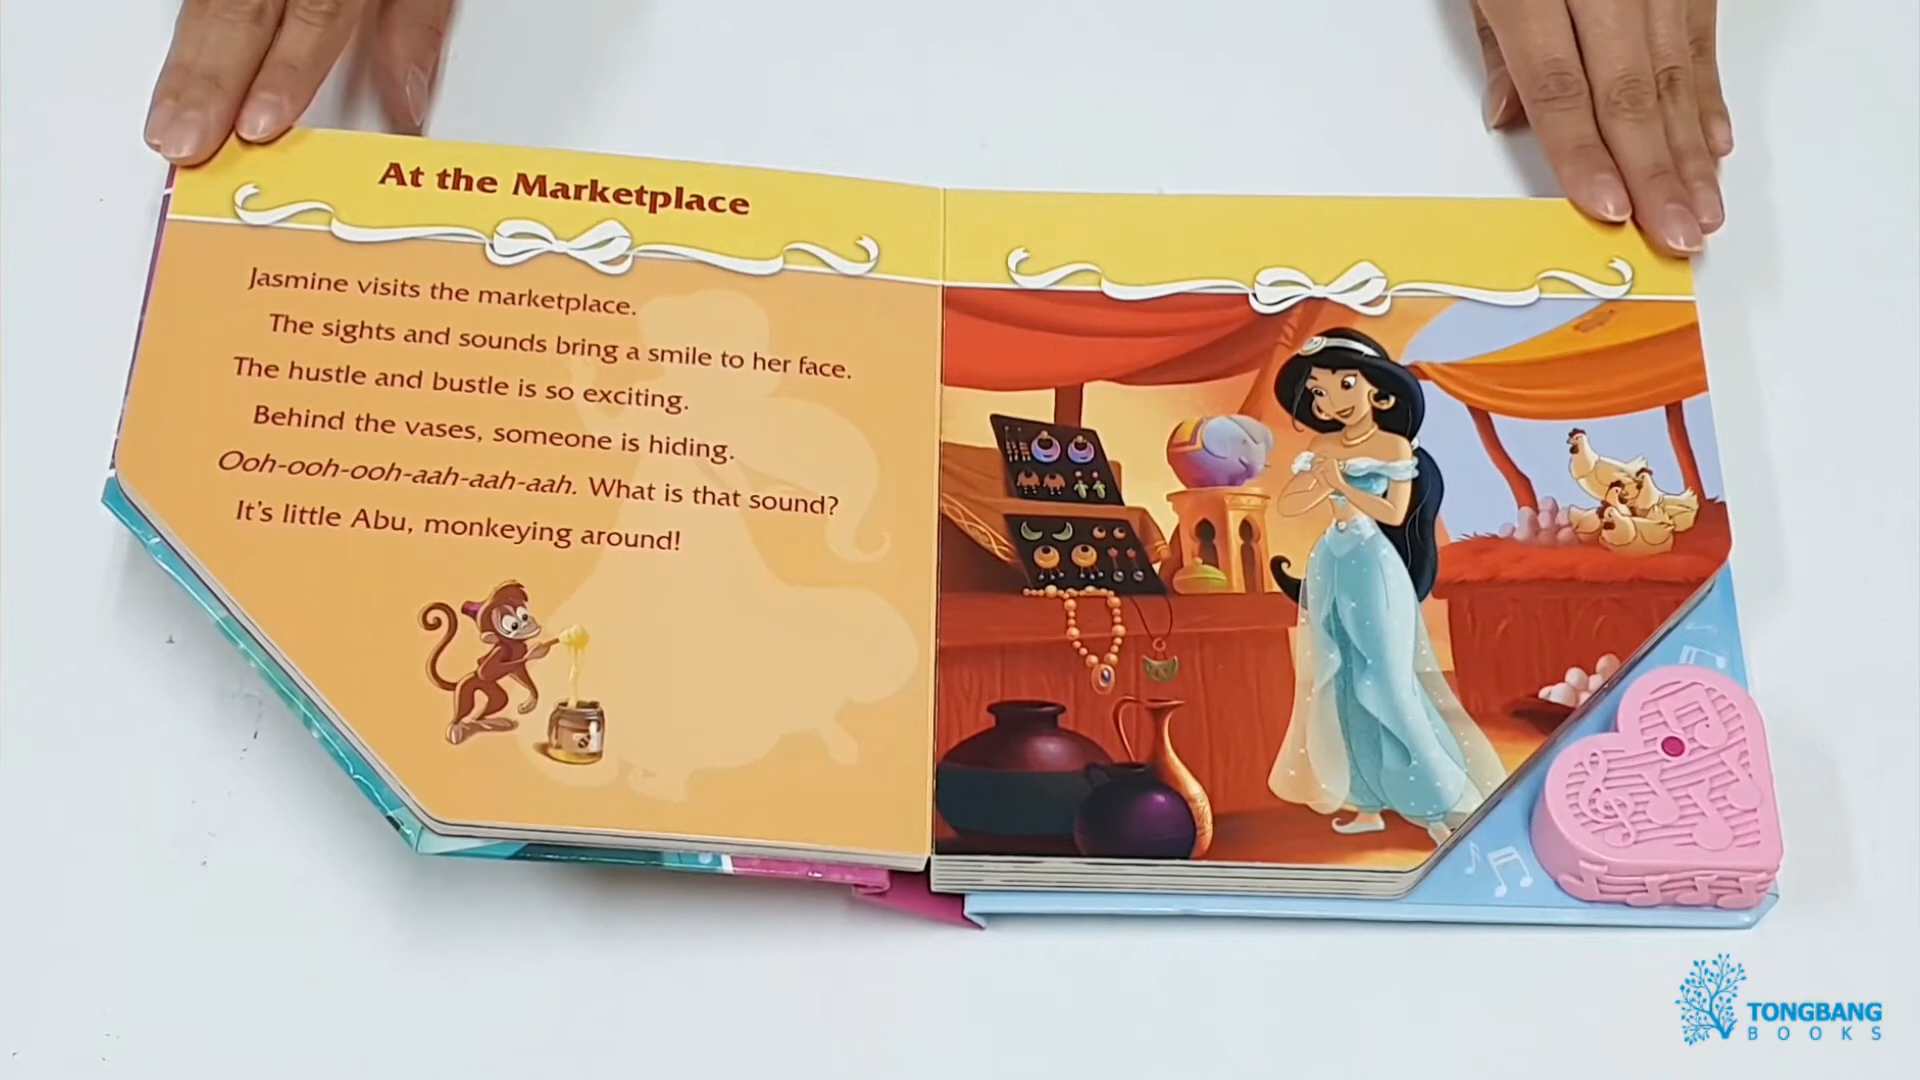 At the Marketplace
Jasmine visits the marketplace.
The sights and sounds bring a smile to her face.
The hustle and bustle is so exciting.
Behind the vases, someone is hiding.
Ooh-ooh-ooh-aah-aah-aah. What is that sound?
It's little Abu, monkeying around!
TONGBANG
BOOKS